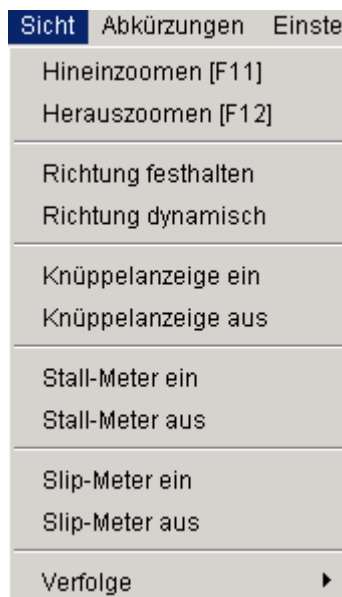 Sicht Abkürzungen Einste
Hineinzoomen [F11]
Herauszoomen [F12]
Richtung festhalten
Richtung dynamisch
Knüppelanzeige ein
Knüppelanzeige aus
Stall-Meter ein
Stall-Meter aus
Slip-Meter ein
Slip-Meter aus
Verfolge